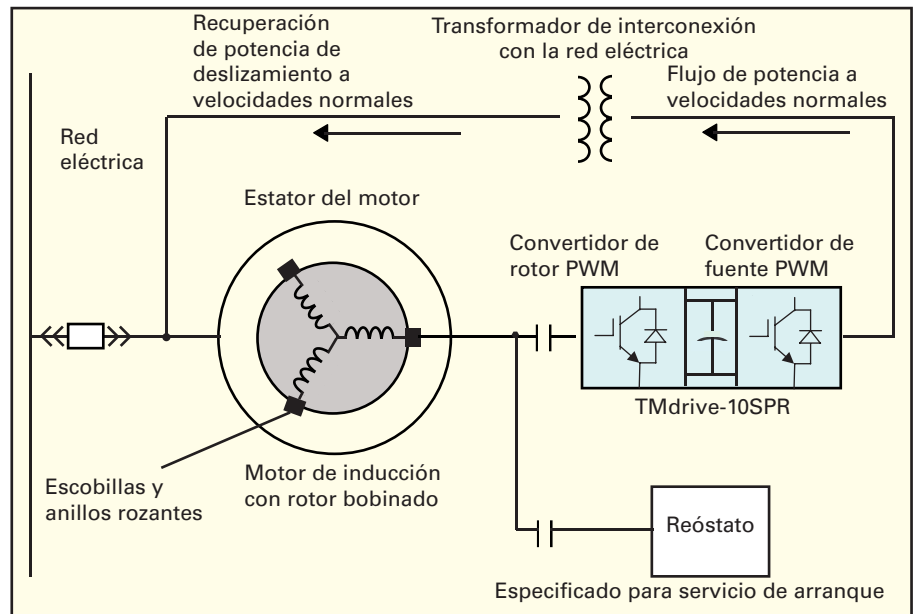 Recuperación
de potencia de
deslizamiento a
velocidades normales
Transformador de interconexión
con la red eléctrica
Flujo de potencia a
velocidades normales
Red
eléctrica
Estator del motor
Convertidor de
rotor PWM
Convertidor de
fuente PWM
TMdrive-10SPR
Escobillas y
anillos rozantes
Motor de inducción
con rotor bobinado
Reóstato
Especificado para servicio de arranque